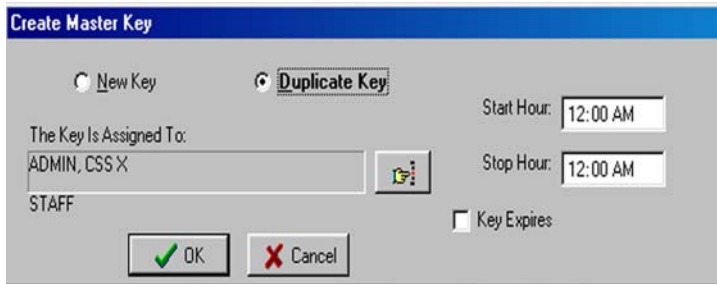 Create Master Key
New Key
Duplicate Key
Start Hour: 12:00 AM
The Key Is Assigned To:
ADMIN, CSS X
Stop Hour: 12:00 AM
STAFF
Key Expires
OK
Cancel